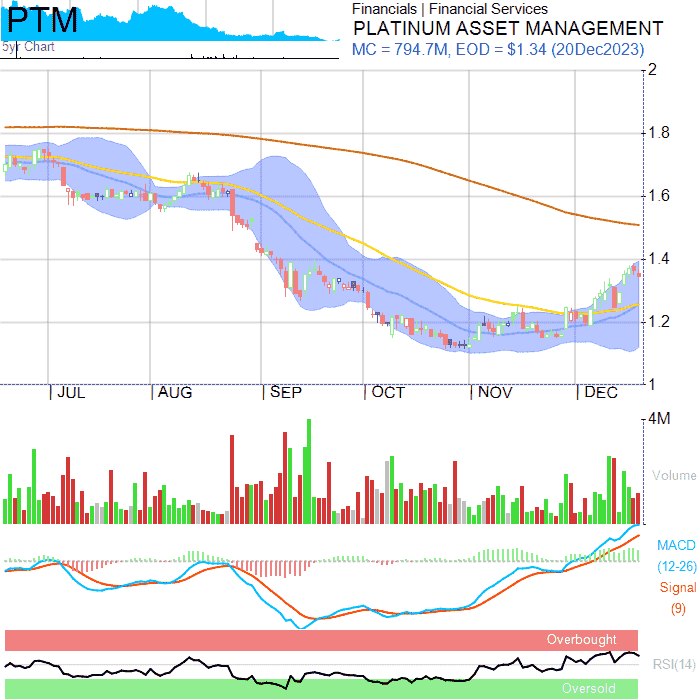 PTM
5yr Chart
Financials | Financial Services
PLATINUM ASSET MANAGEMENT
MC = 794.7M, EOD = $1.34 (20Dec2023)
2
1.8
1.6
1.4
1.2
1
JUL AUG SEP OCT NOV DEC
4M
Volume
MACD
(12-26)
Signal
(9)
Overbought
RSI(14)
Oversold